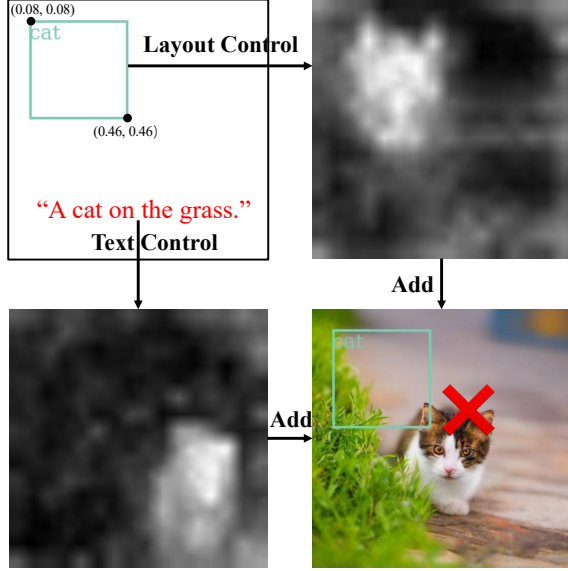 (0.08, 0.08)
cat
Layout Control
(0.46, 0.46)
“A cat on the grass.”
Text Control
Add
Add
cat